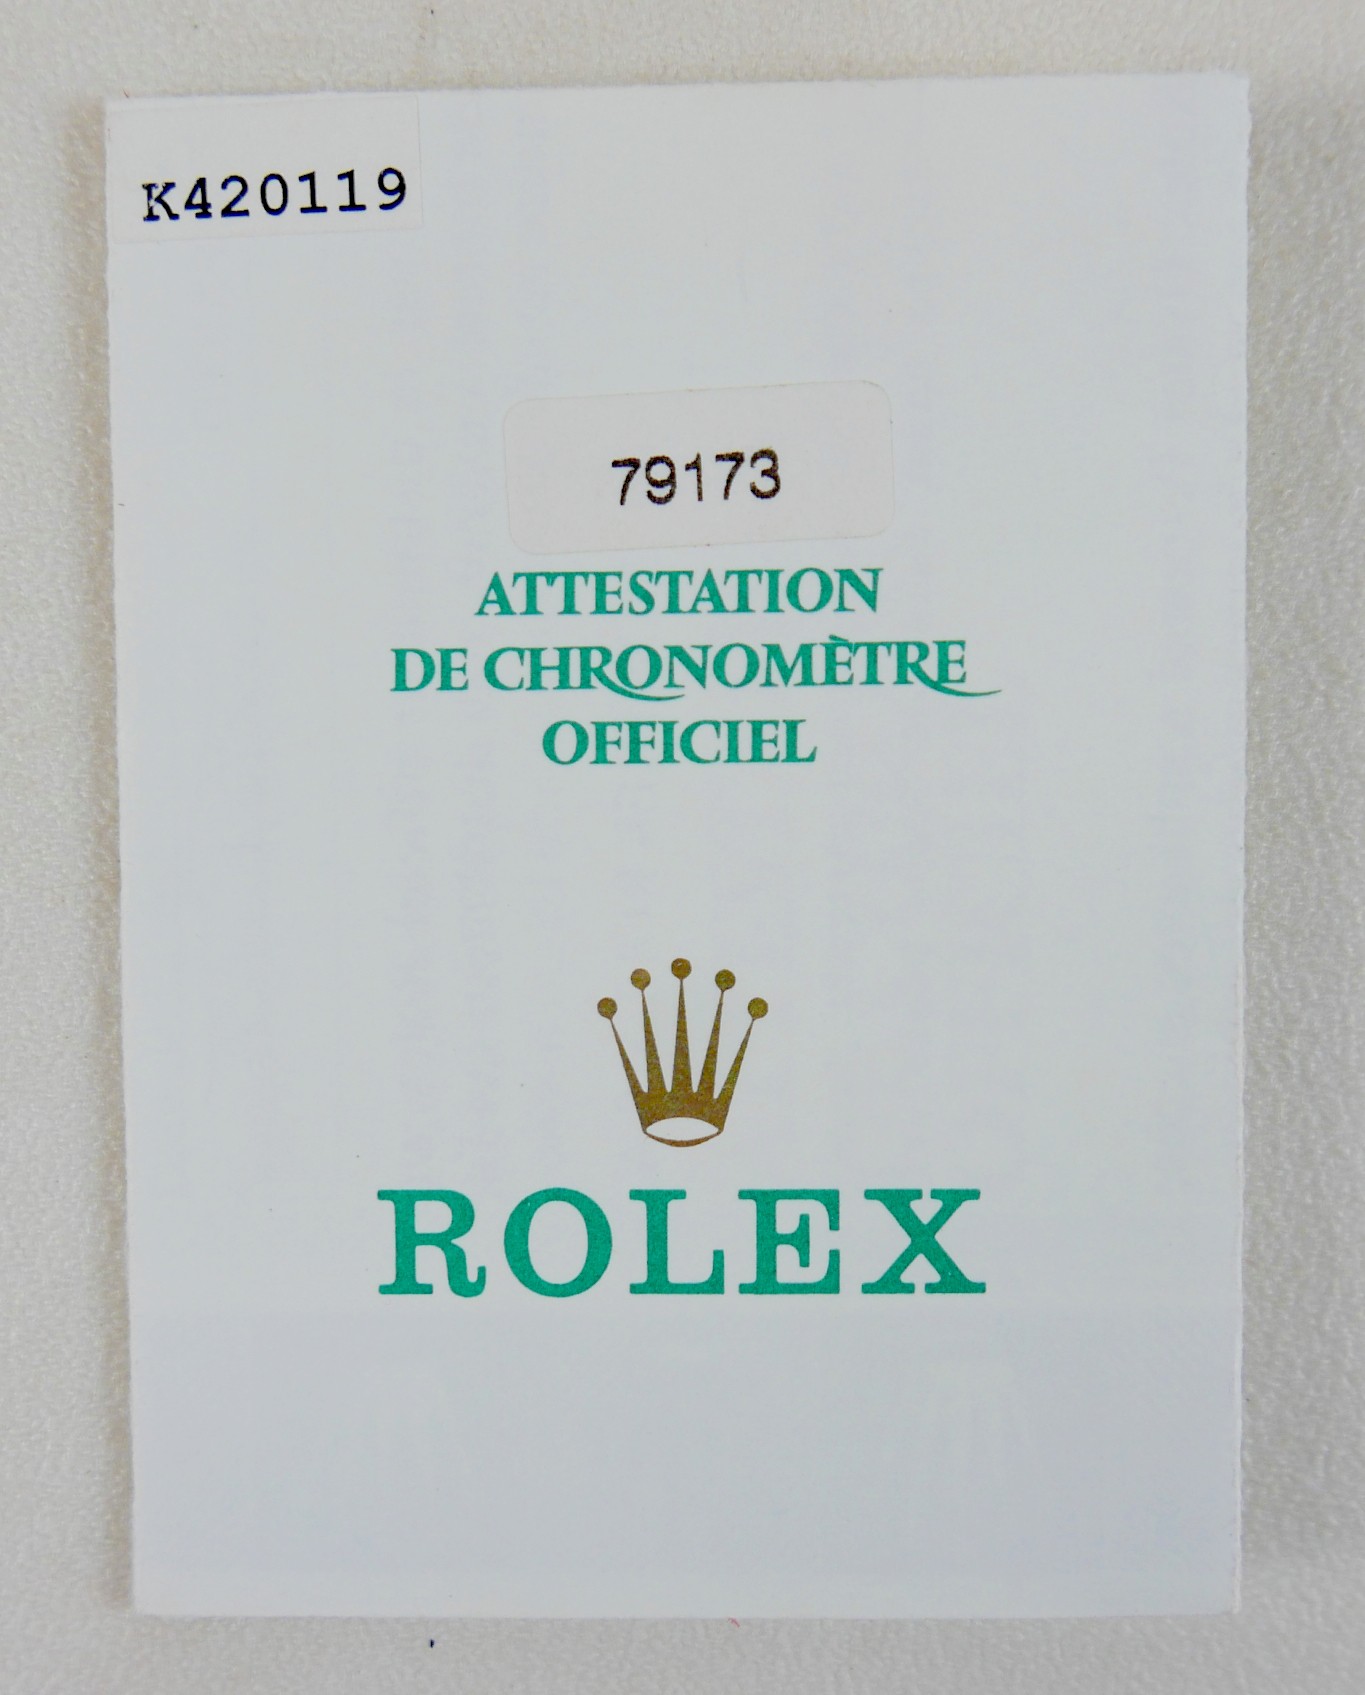 K420119
79173
ATTESTATION
DE CHRONOMÈTRE
OFFICIEL
ROLEX